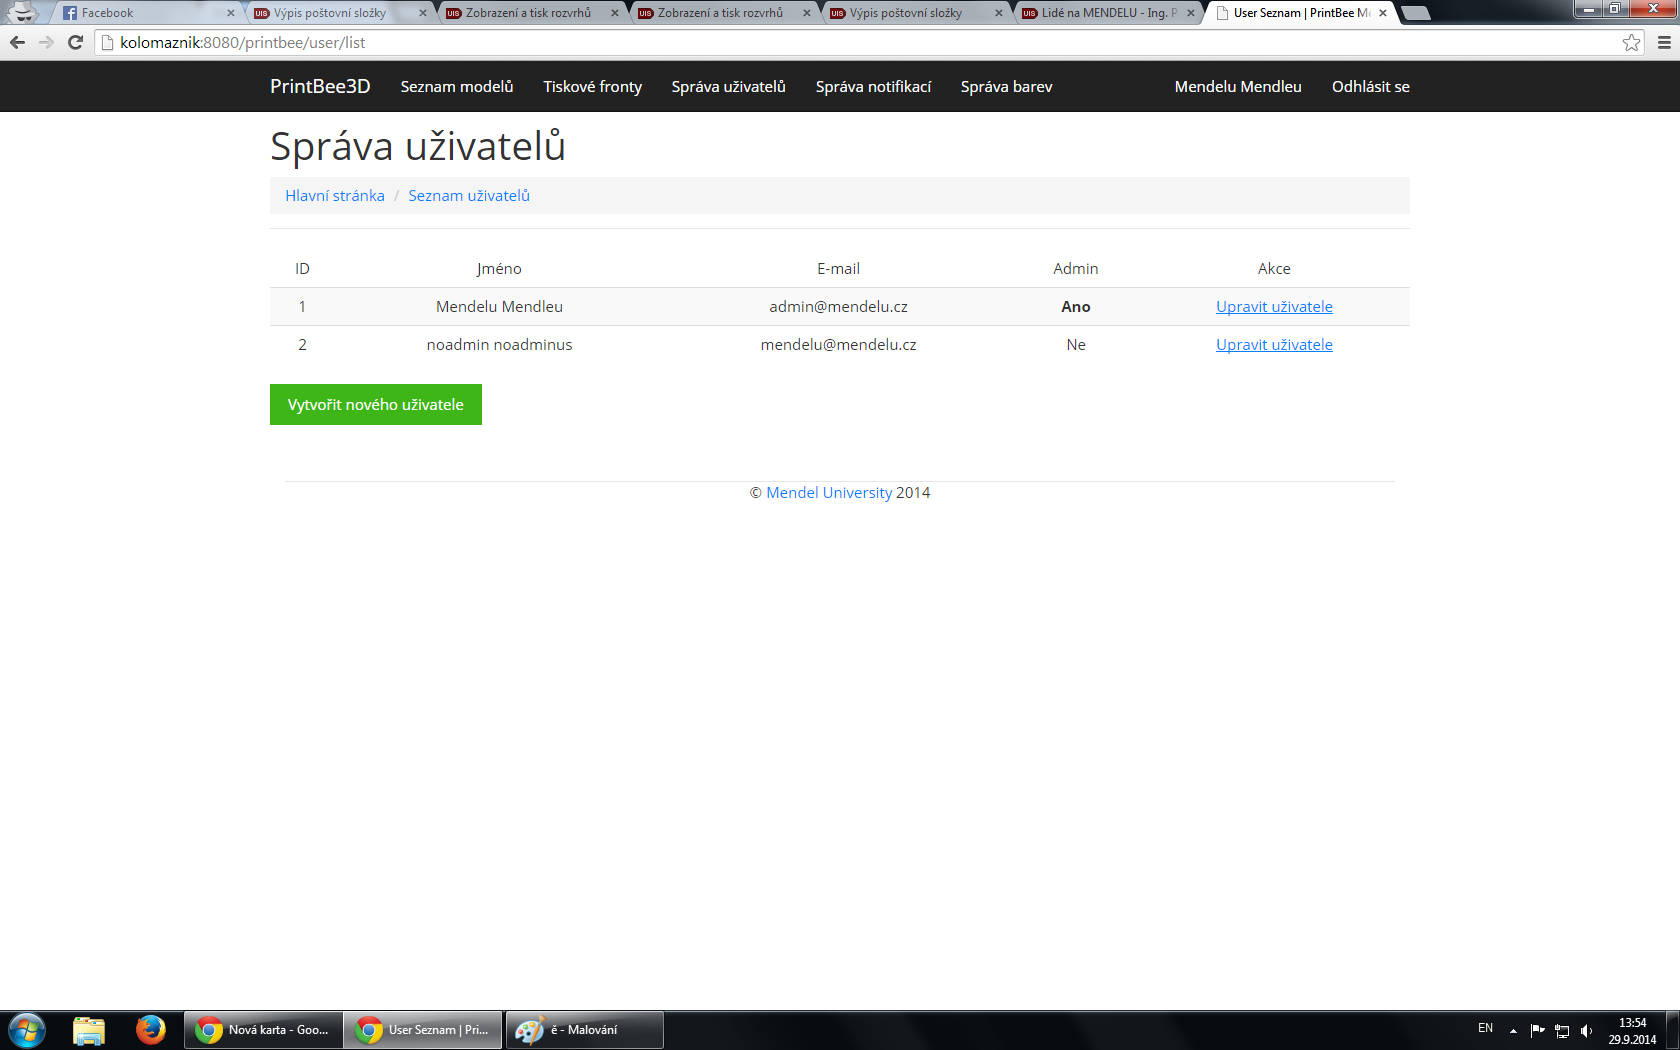 Facebook
Výpis poštovní složky
Zobrazení a tisk rozvrhů
Zobrazení a tisk rozvrhů
Výpis poštovní složky
Lidé na MENDELU - Ing. P
User Seznam | PrintBee Me
kolomaznik:8080/printbee/user/list
PrintBee3D Seznam modelů Tiskové fronty Správa uživatelů Správa notifikací Správa barev Mendelu Mendleu Odhlásit se
Správa uživatelů
Hlavní stránka / Seznam uživatelů
ID Jméno E-mail Admin Akce
1 Mendelu Mendleu admin@mendelu.cz Ano Upravit uživatele
2 noadmin noadminus mendelu@mendelu.cz Ne Upravit uživatele
Vytvořit nového uživatele
© Mendel University 2014
Nová karta - Goo...
User Seznam | Pri...
ě - Malování
EN
13:54
29.9.2014